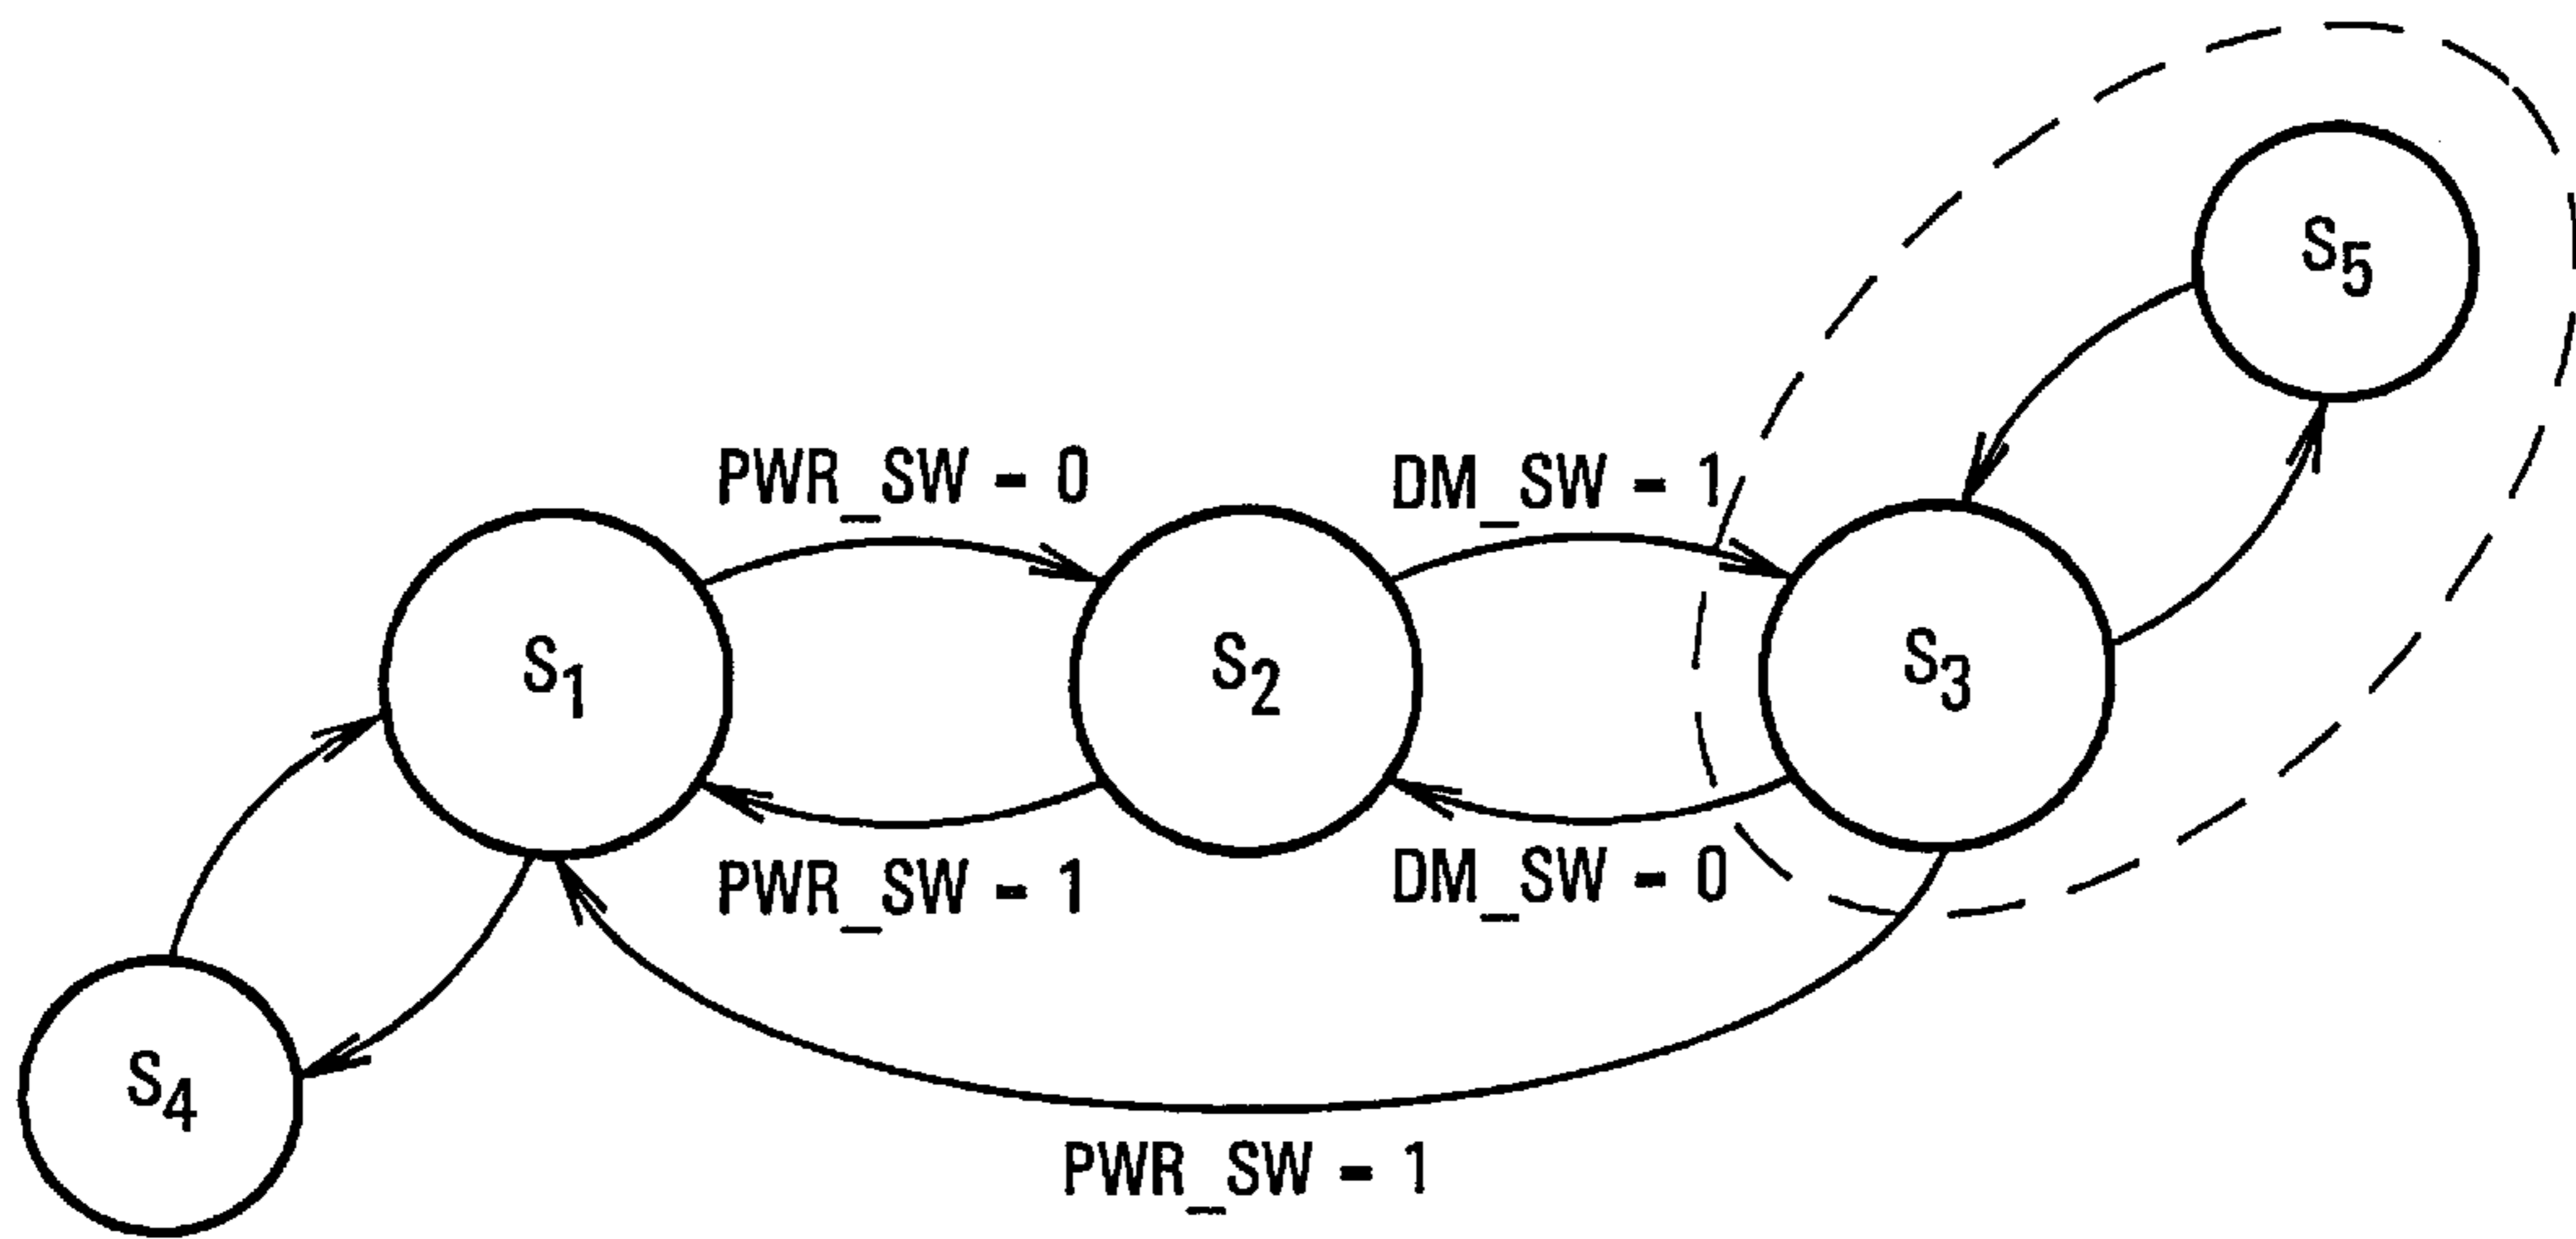 S5
PWR_SW = 0
DM_SW = 1
S1
S2
S3
PWR_SW = 1
DM_SW = 0
S4
PWR_SW = 1